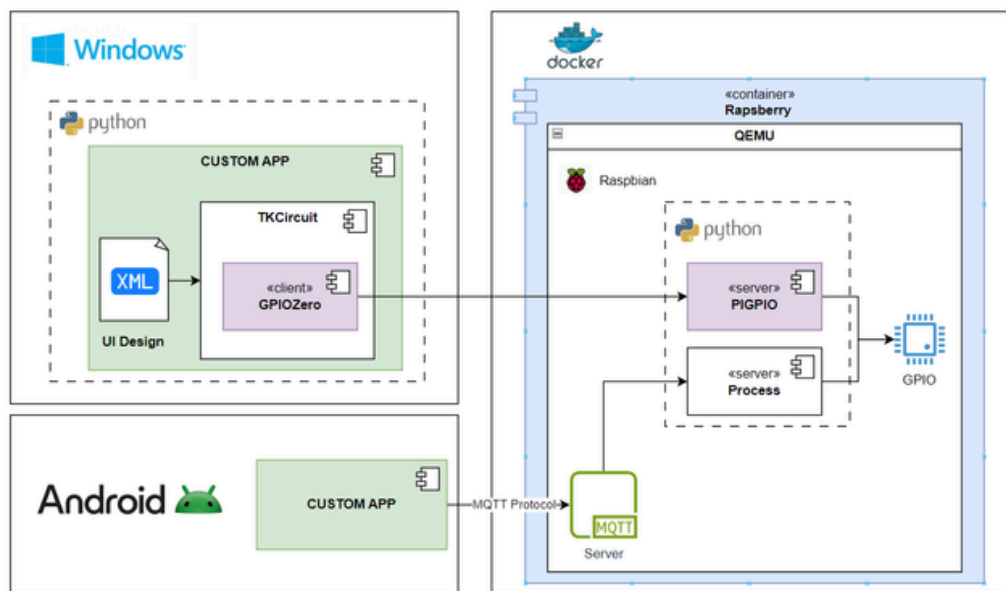 Windows
python
CUSTOM APP
TKCircuit
XML
UI Design
«client»
GPIOZero
Android
CUSTOM APP
MQTT Protocol
docker
«container»
Rapsberry
QEMU
Raspbian
python
«server»
PIGPIO
«server»
Process
GPIO
MQTT
Server